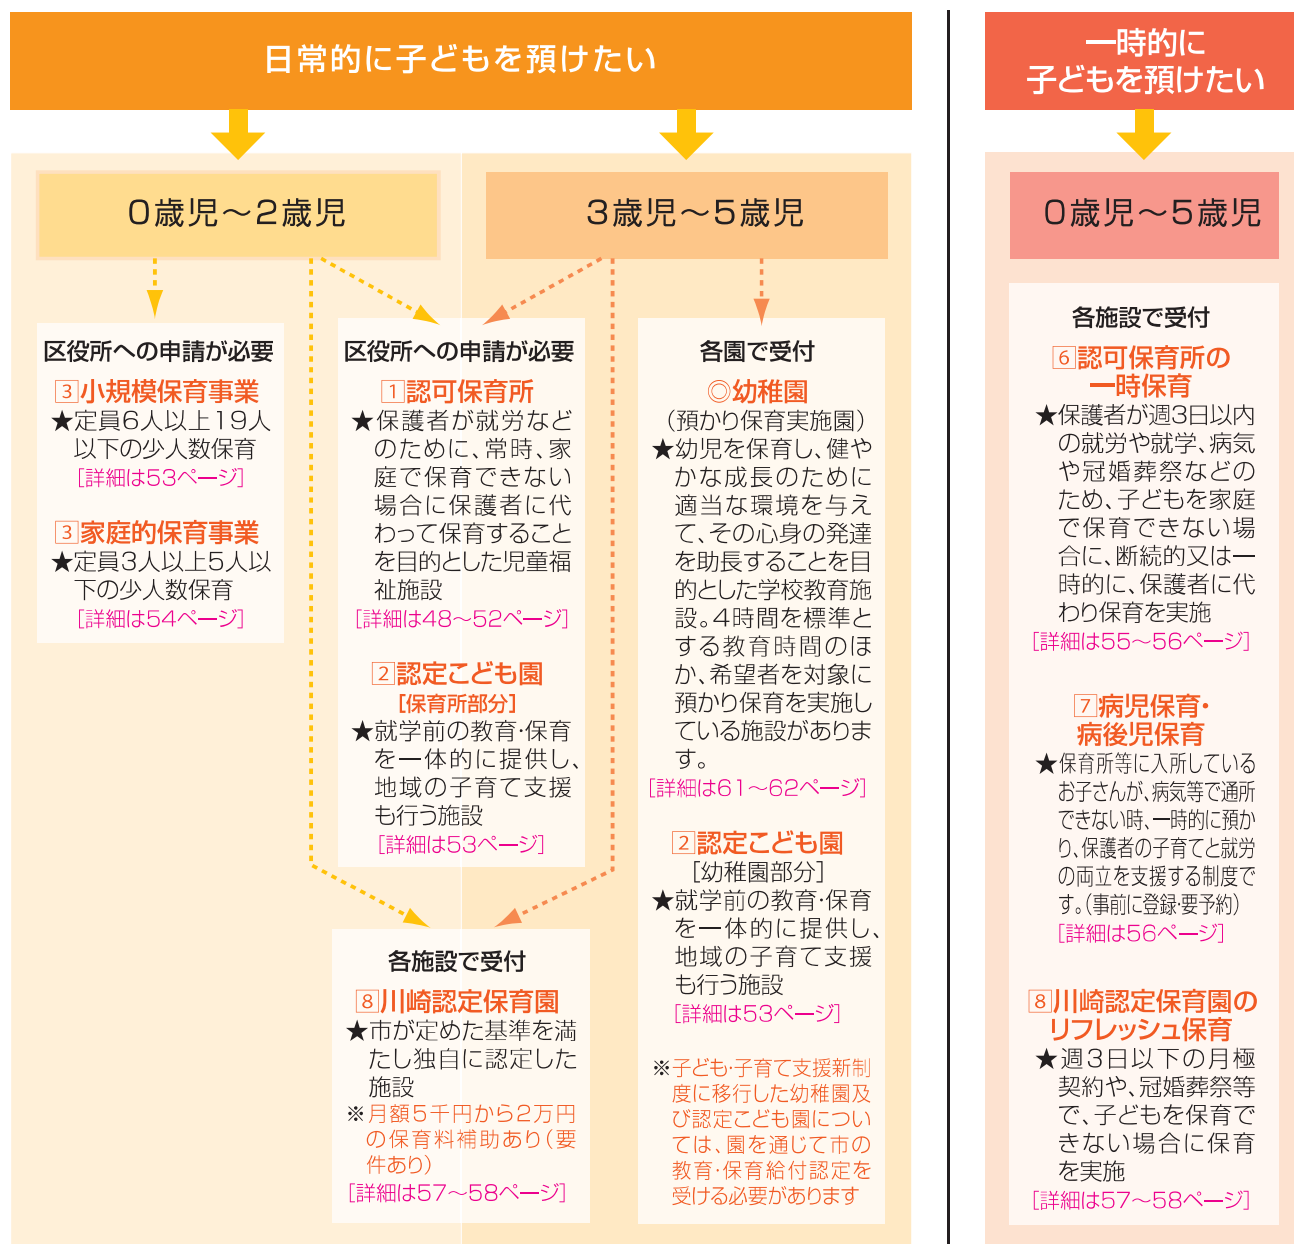 日常的に子どもを預けたい
0歳児～2歳児
3歳児～5歳児
区役所への申請が必要
3小規模保育事業
★定員6人以上19人
以下の少人数保育
［詳細は53ページ］
3家庭的保育事業
★定員3人以上5人以
下の少人数保育
［詳細は54ページ］
区役所への申請が必要
1認可保育所
★保護者が就労など
のために、常時、家
庭で保育できない
場合に保護者に代
わって保育すること
を目的とした児童福
祉施設
［詳細は48～52ページ］
2認定こども園
［保育所部分］
★就学前の教育・保育
を一体的に提供し、
地域の子育て支援
も行う施設
［詳細は53ページ］
各施設で受付
8川崎認定保育園
★市が定めた基準を満
たし独自に認定した
施設
※月額5千円から2万円
の保育料補助あり（要
件あり）
［詳細は57～58ページ］
各園で受付
◎幼稚園
（預かり保育実施園）
★幼児を保育し、健や
かな成長のために
適当な環境を与え
て、その心身の発達
を助長することを目
的とした学校教育施
設。4時間を標準と
する教育時間のほ
か、希望者を対象に
預かり保育を実施し
ている施設がありま
す。
［詳細は61～62ページ］
2認定こども園
［幼稚園部分］
★就学前の教育・保育
を一体的に提供し、
地域の子育て支援
も行う施設
［詳細は53ページ］
※子ども・子育て支援新制
度に移行した幼稚園及
び認定こども園につい
ては、園を通じて市の
教育・保育給付認定を
受ける必要があります
一時的に
子どもを預けたい
0歳児～5歳児
各施設で受付
6認可保育所の
一時保育
★保護者が週3日以内
の就労や就学、病気
や冠婚葬祭などの
ため、子どもを家庭
で保育できない場
合に、断続的又は一
時的に、保護者に代
わり保育を実施
［詳細は55～56ページ］
7病児保育・
病後児保育
★保育所等に入所している
お子さんが、病気等で通所
できない時、一時的に預か
り、保護者の子育てと就労
の両立を支援する制度で
す。（事前に登録・要予約）
［詳細は56ページ］
8川崎認定保育園の
リフレッシュ保育
★週3日以下の月極
契約や、冠婚葬祭等
で、子どもを保育で
きない場合に保育
を実施
［詳細は57～58ページ］